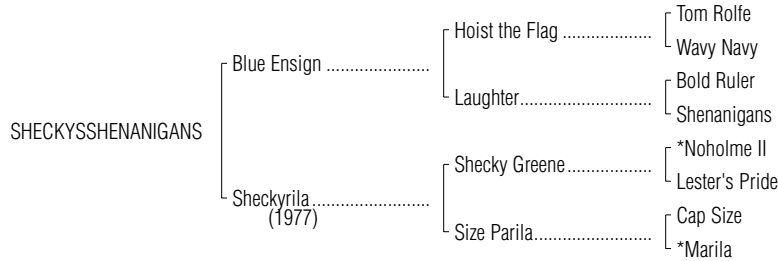 Tom Rolfe
Hoist the Flag ....................
Wavy Navy
Blue Ensign .......................
Bold Ruler
Laughter.............................
Shenanigans
SHECKYSSHENANIGANS
*Noholme II
Shecky Greene...................
Lester's Pride
Sheckyrila..........................
(1977)
Cap Size
Size Parila..........................
*Marila